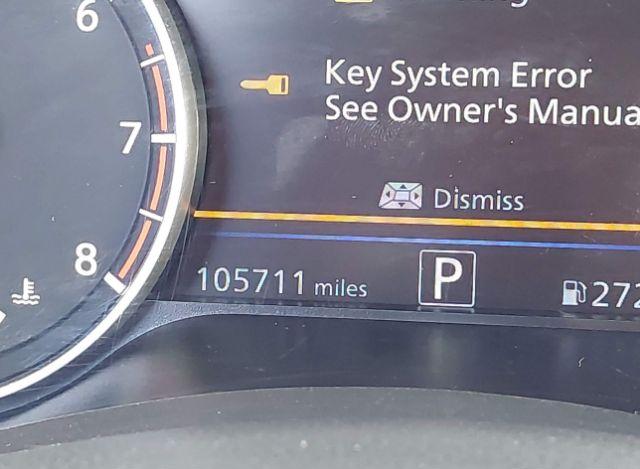 6
Key System Error
See Owner's Manua
7
Dismiss
8
105711 miles
P
272